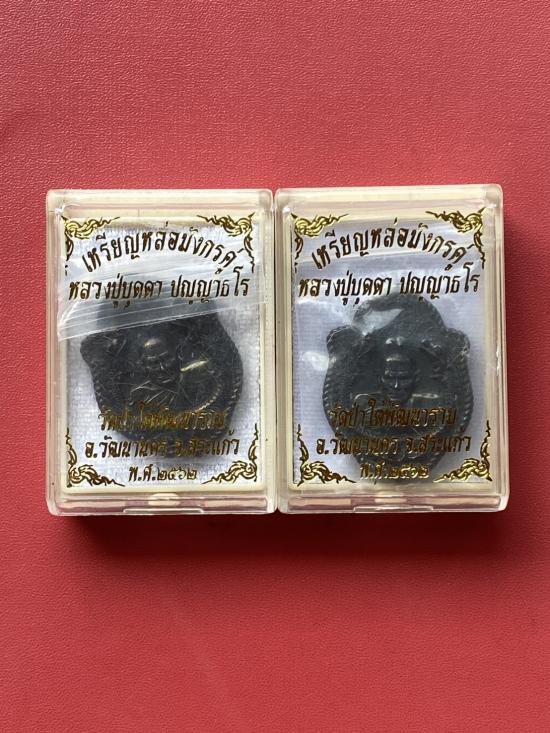 เหรียญหล่อมังกรคู่
หลวงปู่บุดดา ปญฺญาธโร
วัดป่าใต้พัฒนาราม
อ.วัฒนานคร จ.สระแก้ว
พ.ศ.๒๕๖๒
เหรียญหล่อมังกรคู่
หลวงปู่บุดดา ปญฺญาธโร
วัดป่าใต้พัฒนาราม
อ.วัฒนานคร จ.สระแก้ว
พ.ศ.๒๕๖๒